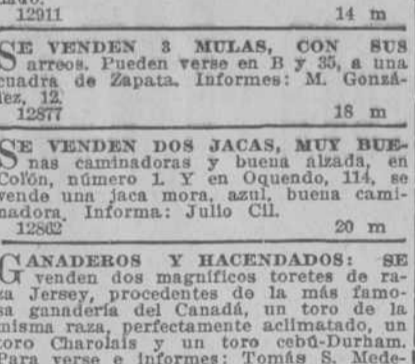 12911 14 m
SE VENDEN 3 MULAS, CON SUS
arreos. Pueden verse en B y 35, a una
cuadra de Zapata. Informes: M. Gonzá-
lez, 12.
12877 18 m
SE VENDEN DOS JACAS, MUY BUE-
nas caminadoras y buena alzada, en
Colón, número 1. Y en Oquendo, 114, se
vende una jaca mora, azul, buena cami-
nadora. Informa: Julio Cil.
12862 20 m
GANADEROS Y HACENDADOS: SE
venden dos magníficos toretes de ra-
za Jersey, procedentes de la más famo-
sa ganadería del Canadá, un toro de la
misma raza, perfectamente aclimatado, un
toro Charolais y un toro cebú-Durham.
Para verse e informes: Tomás S. Mede-